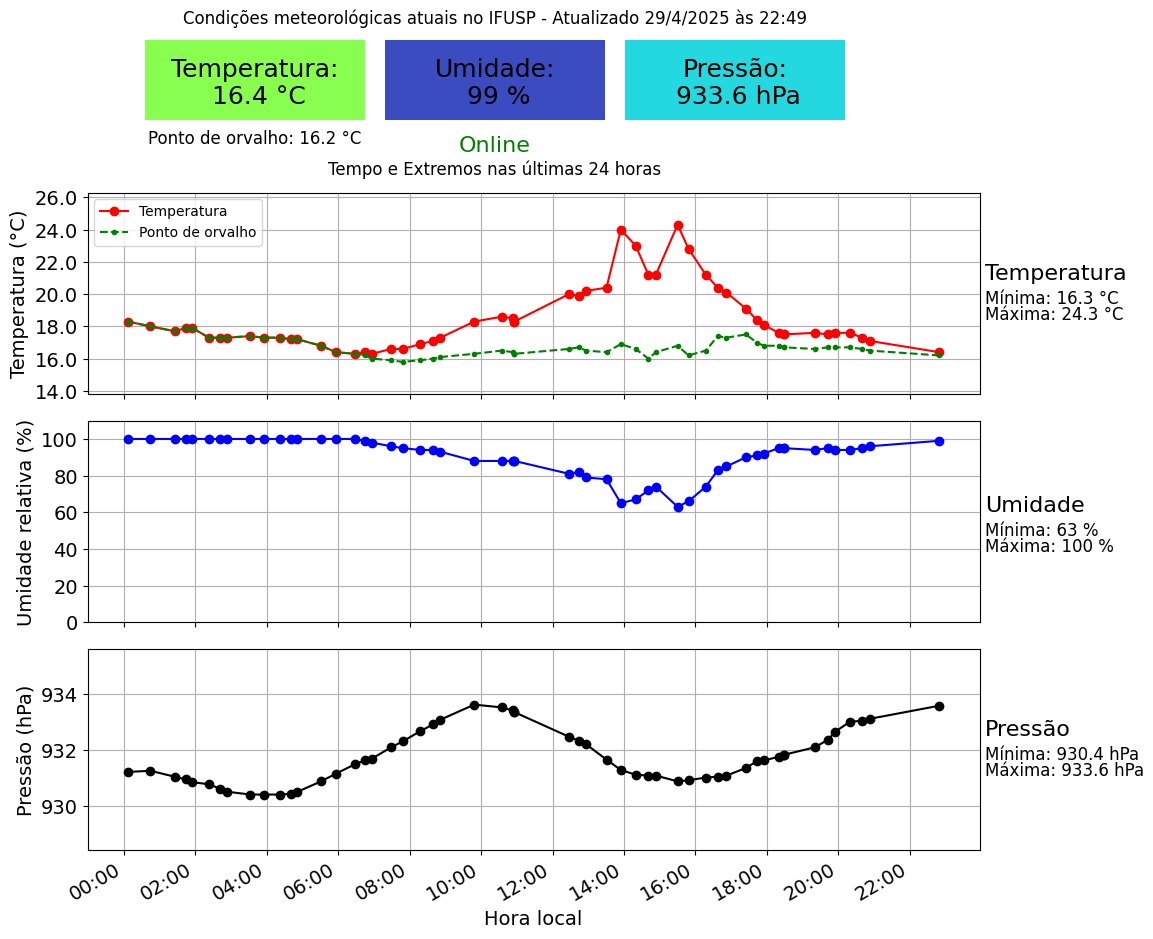 Condições meteorológicas atuais no IFUSP - Atualizado 29/4/2025 às 22:49
Temperatura:
16.4 °C
Umidade:
99 %
Pressão:
933.6 hPa
Ponto de orvalho: 16.2 °C
Online
Tempo e Extremos nas últimas 24 horas
Temperatura (°C)
26.0
24.0
22.0
20.0
18.0
16.0
14.0
Temperatura
Ponto de orvalho
Temperatura
Mínima: 16.3 °C
Máxima: 24.3 °C
Umidade relativa (%)
100
80
60
40
20
0
Umidade
Mínima: 63 %
Máxima: 100 %
Pressão (hPa)
934
932
930
Pressão
Mínima: 930.4 hPa
Máxima: 933.6 hPa
00:00
02:00
04:00
06:00
08:00
10:00
12:00
14:00
16:00
18:00
20:00
22:00
Hora local